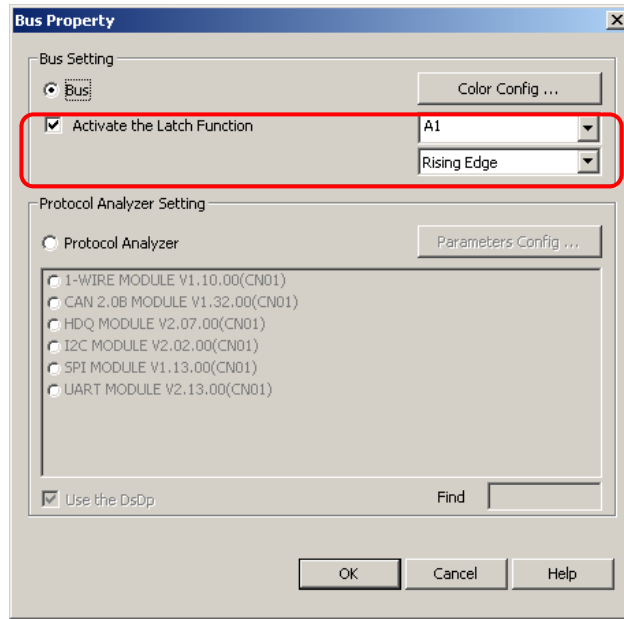 Bus Property
Bus Setting
Bus
Color Config ...
Activate the Latch Function
A1
Rising Edge
Protocol Analyzer Setting
Protocol Analyzer
Parameters Config ...
1-WIRE MODULE V1.10.00(CN01)
CAN 2.0B MODULE V1.32.00(CN01)
HDQ MODULE V2.07.00(CN01)
I2C MODULE V2.02.00(CN01)
SPI MODULE V1.13.00(CN01)
UART MODULE V2.13.00(CN01)
Use the DsDp
Find
OK
Cancel
Help